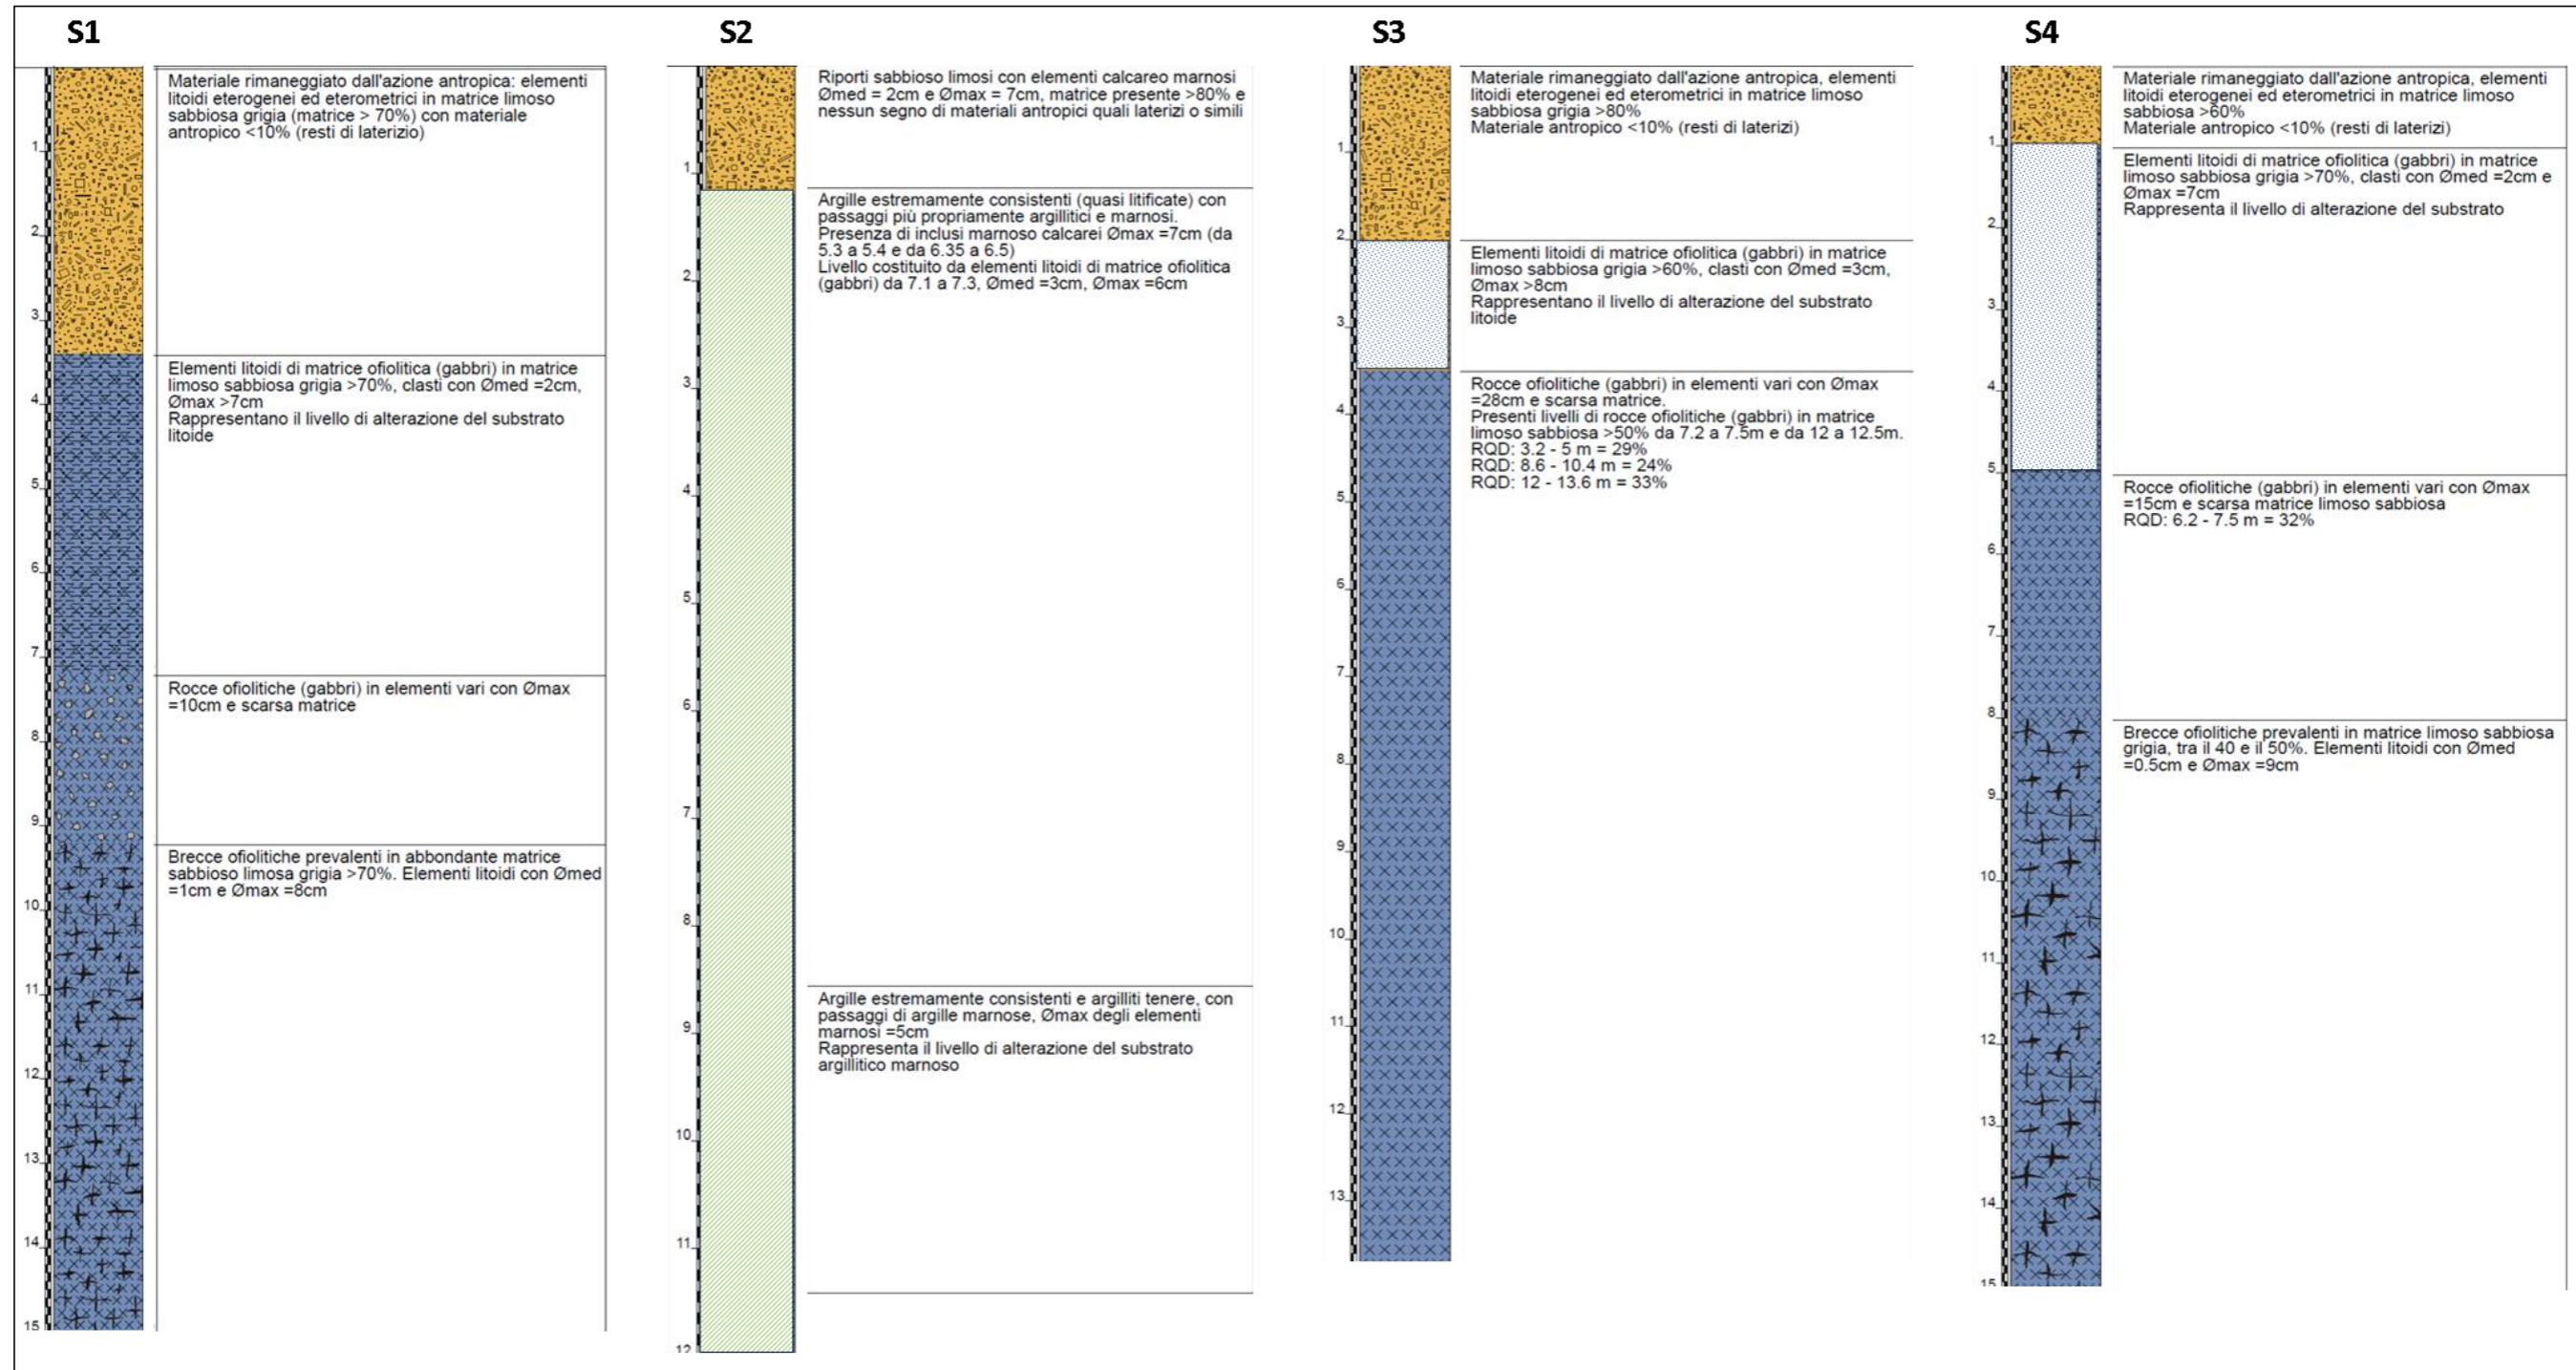 S1
Materiale rimaneggiato dall'azione antropica: elementi
litoidi eterogenei ed eterometrici in matrice limoso
sabbiosa grigia (matrice > 70%) con materiale
antropico <10% (resti di laterizio)
Elementi litoidi di matrice ofiolitica (gabbri) in matrice
limoso sabbiosa grigia >70%, clasti con Ømed =2cm,
Ømax >7cm
Rappresentano il livello di alterazione del substrato
litoide
Rocce ofiolitiche (gabbri) in elementi vari con Ømax
=10cm e scarsa matrice
Brecce ofiolitiche prevalenti in abbondante matrice
sabbioso limosa grigia >70%. Elementi litoidi con Ømed
=1cm e Ømax =8cm
1
2
3
4
5
6
7
8
9
10
11
12
13
14
15
S2
Riporti sabbioso limosi con elementi calcareo marnosi
Ømed = 2cm e Ømax = 7cm, matrice presente >80% e
nessun segno di materiali antropici quali laterizi o simili
Argille estremamente consistenti (quasi litificate) con
passaggi più propriamente argillitici e marnosi.
Presenza di inclusi marnoso calcarei Ømax =7cm (da
5.3 a 5.4 e da 6.35 a 6.5)
Livello costituito da elementi litoidi di matrice ofiolitica
(gabbri) da 7.1 a 7.3, Ømed =3cm, Ømax =6cm
Argille estremamente consistenti e argilliti tenere, con
passaggi di argille marnose, Ømax degli elementi
marnosi =5cm
Rappresenta il livello di alterazione del substrato
argillitico marnoso
1
2
3
4
5
6
7
8
9
10
11
12
S3
Materiale rimaneggiato dall'azione antropica, elementi
litoidi eterogenei ed eterometrici in matrice limoso
sabbiosa grigia >80%
Materiale antropico <10% (resti di laterizi)
Elementi litoidi di matrice ofiolitica (gabbri) in matrice
limoso sabbiosa grigia >60%, clasti con Ømed =3cm,
Ømax >8cm
Rappresentano il livello di alterazione del substrato
litoide
Rocce ofiolitiche (gabbri) in elementi vari con Ømax
=28cm e scarsa matrice.
Presenti livelli di rocce ofiolitiche (gabbri) in matrice
limoso sabbiosa >50% da 7.2 a 7.5m e da 12 a 12.5m.
RQD: 3.2 - 5 m = 29%
RQD: 8.6 - 10.4 m = 24%
RQD: 12 - 13.6 m = 33%
1
2
3
4
5
6
7
8
9
10
11
12
13
S4
Materiale rimaneggiato dall'azione antropica, elementi
litoidi eterogenei ed eterometrici in matrice limoso
sabbiosa >60%
Materiale antropico <10% (resti di laterizi)
Elementi litoidi di matrice ofiolitica (gabbri) in matrice
limoso sabbiosa grigia >70%, clasti con Ømed =2cm e
Ømax =7cm
Rappresenta il livello di alterazione del substrato
Rocce ofiolitiche (gabbri) in elementi vari con Ømax
=15cm e scarsa matrice limoso sabbiosa
RQD: 6.2 - 7.5 m = 32%
Brecce ofiolitiche prevalenti in matrice limoso sabbiosa
grigia, tra il 40 e il 50%. Elementi litoidi con Ømed
=0.5cm e Ømax =9cm
1
2
3
4
5
6
7
8
9
10
11
12
13
14
15